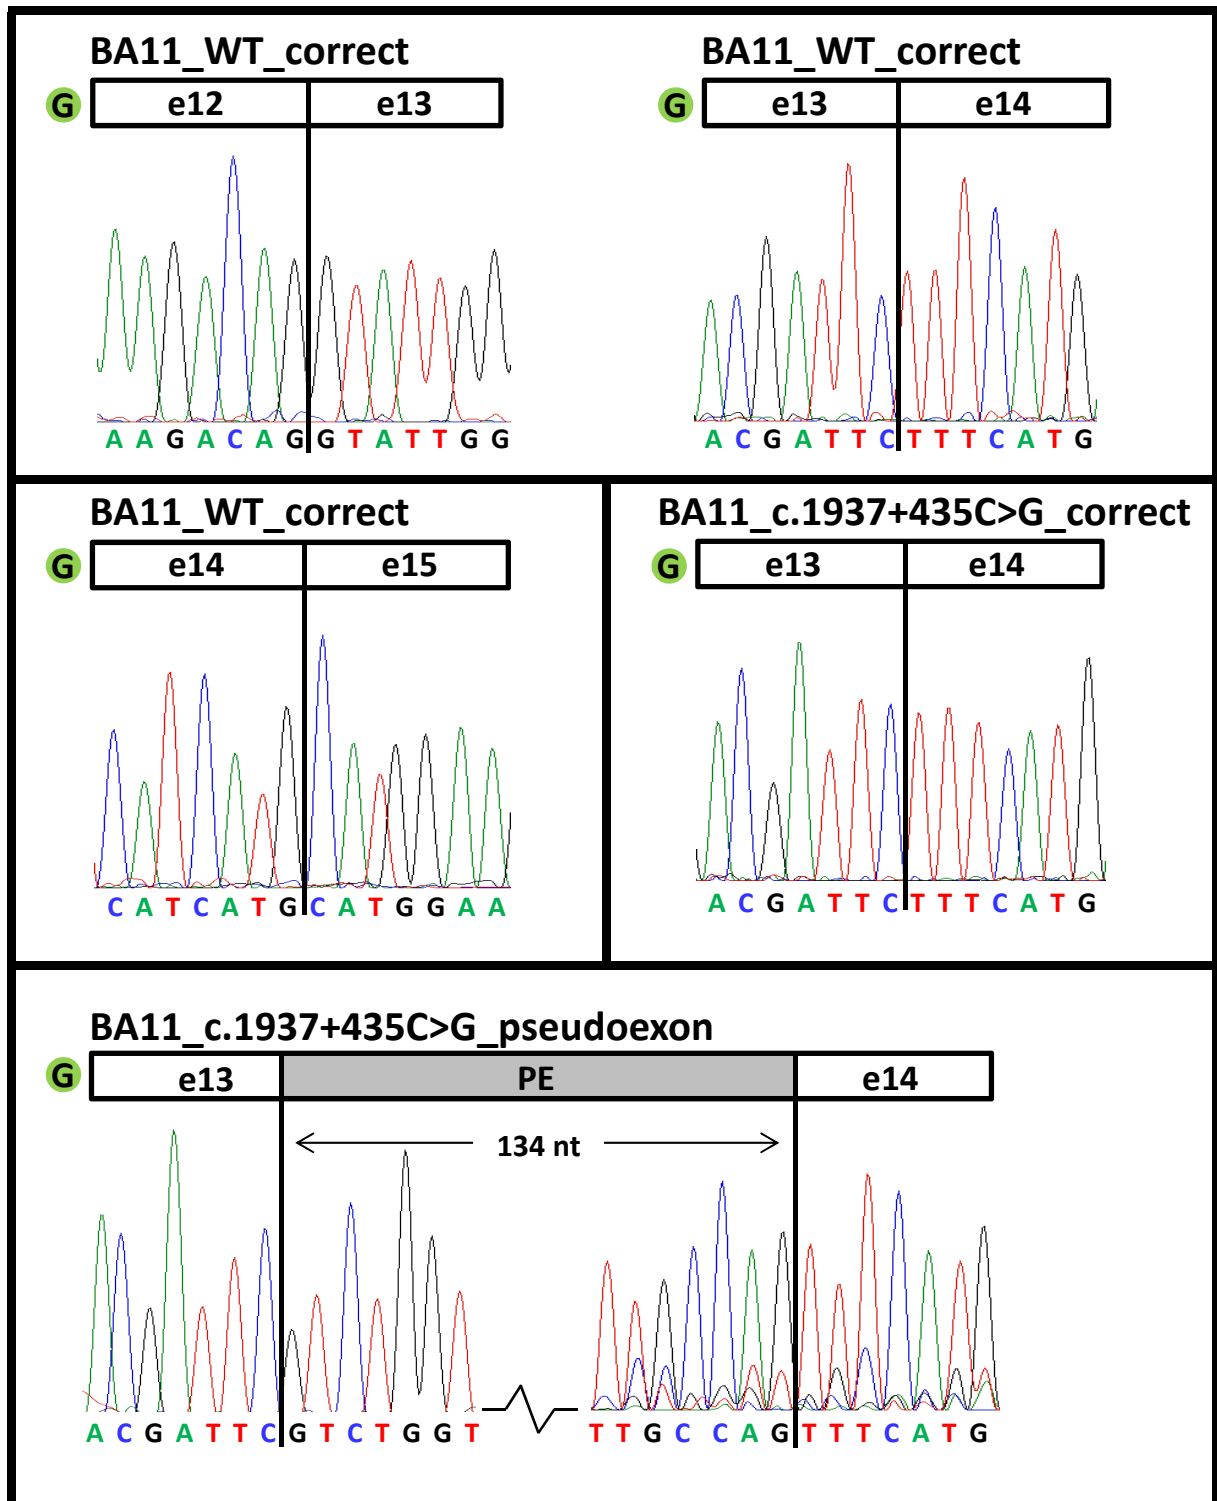 BA11_WT_correct
G e12 e13
A A G A C A G G T A T T G G
BA11_WT_correct
G e13 e14
A C G A T T C T T T C A T G
BA11_WT_correct
G e14 e15
C A T C A T G C A T G G A A
BA11_c.1937+435C>G_correct
G e13 e14
A C G A T T C T T T C A T G
BA11_c.1937+435C>G_pseudoexon
G e13 PE e14
134 nt
A C G A T T C G T C T G G T T T G C C A G T T T C A T G